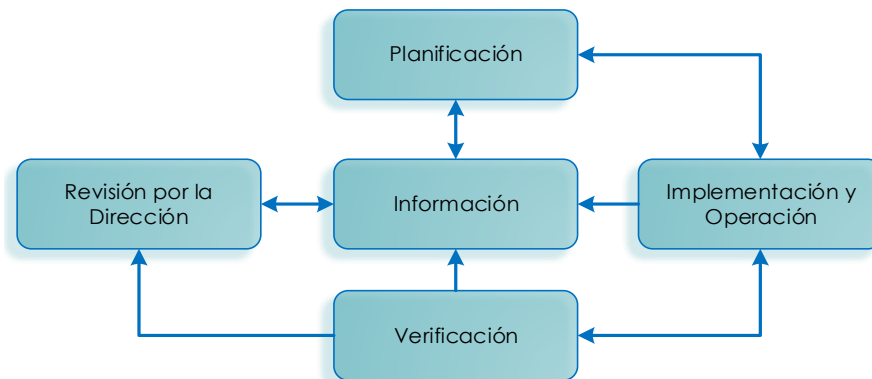 Planificación
Revisión por la
Dirección
Información
Implementación y
Operación
Verificación